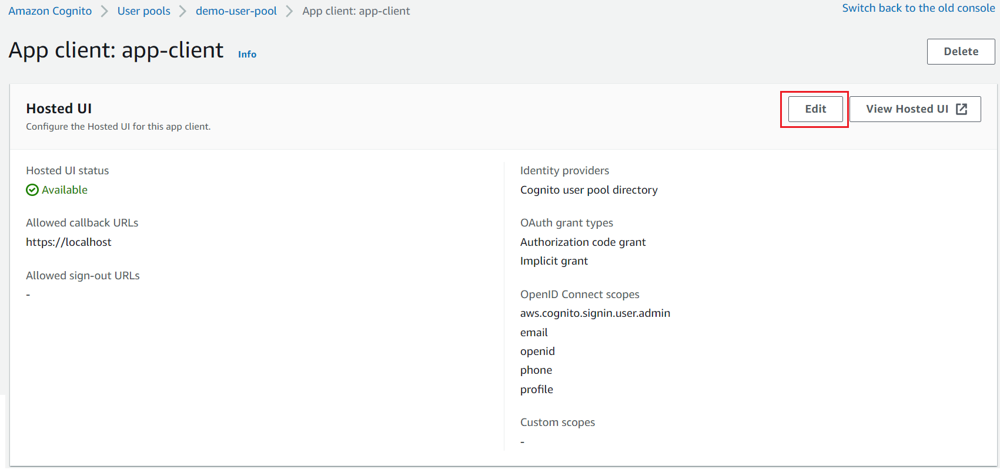 Amazon Cognito > User pools > demo-user-pool > App client: app-client
Switch back to the old console
App client: app-client Info
Delete
Hosted UI
Configure the Hosted UI for this app client.
Edit
View Hosted UI
Hosted UI status
Available
Allowed callback URLs
https://localhost
Allowed sign-out URLs
-
Identity providers
Cognito user pool directory
OAuth grant types
Authorization code grant
Implicit grant
OpenID Connect scopes
aws.cognito.signin.user.admin
email
openid
phone
profile
Custom scopes
-